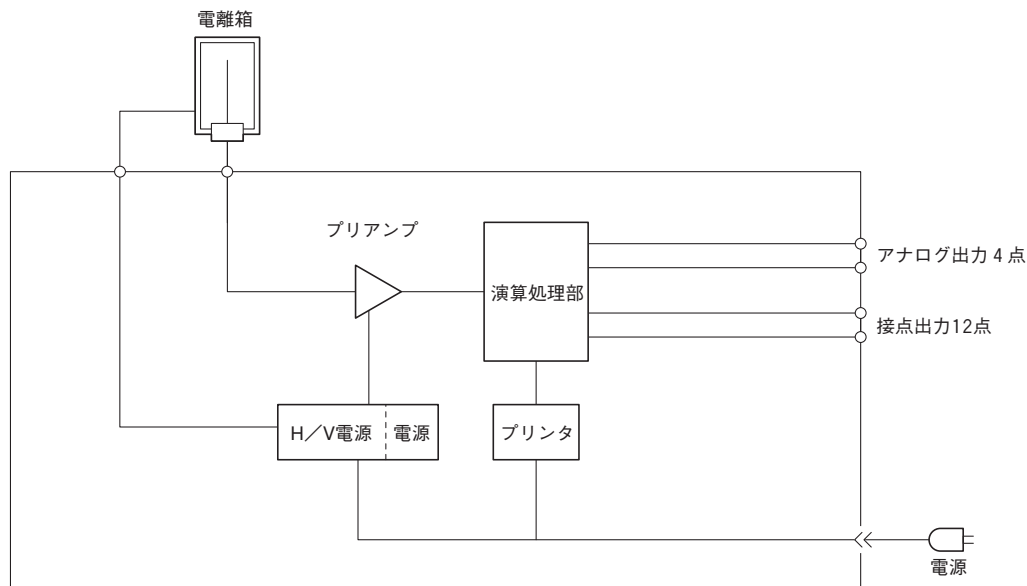 電離箱
プリアンプ
演算処理部
アナログ出力4点
接点出力12点
H/V電源
電源
プリンタ
電源